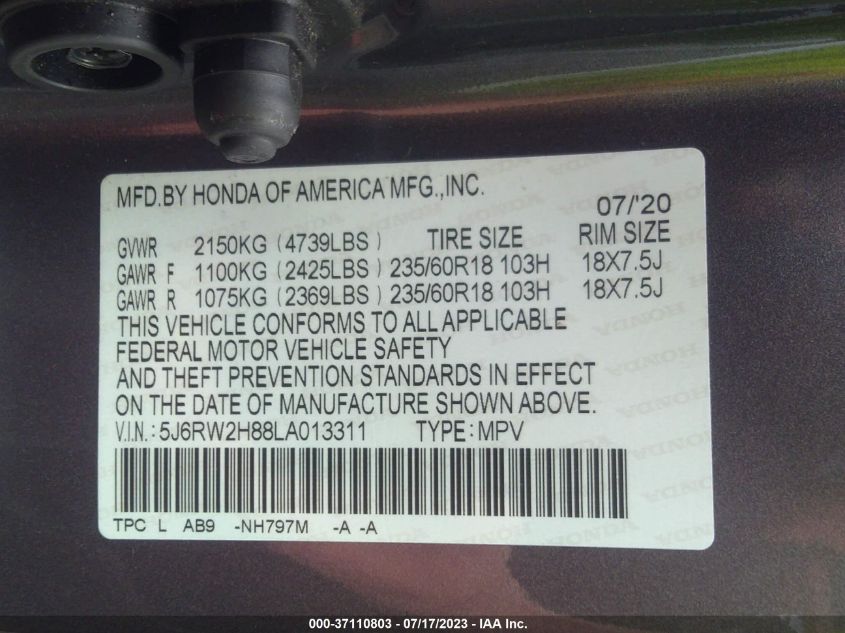 MFD.BY HONDA OF AMERICA MFG.,INC.
07/'20
GVWR 2150KG (4739LBS) TIRE SIZE RIM SIZE
GAWR F 1100KG (2425LBS) 235/60R18 103H 18X7.5J
GAWR R 1075KG (2369LBS) 235/60R18 103H 18X7.5J
THIS VEHICLE CONFORMS TO ALL APPLICABLE
FEDERAL MOTOR VEHICLE SAFETY
AND THEFT PREVENTION STANDARDS IN EFFECT
ON THE DATE OF MANUFACTURE SHOWN ABOVE.
V.I.N.: 5J6RW2H88LA013311 TYPE: MPV
TPC L AB9 -NH797M -A -A
000-37110803 - 07/17/2023 - IAA Inc.